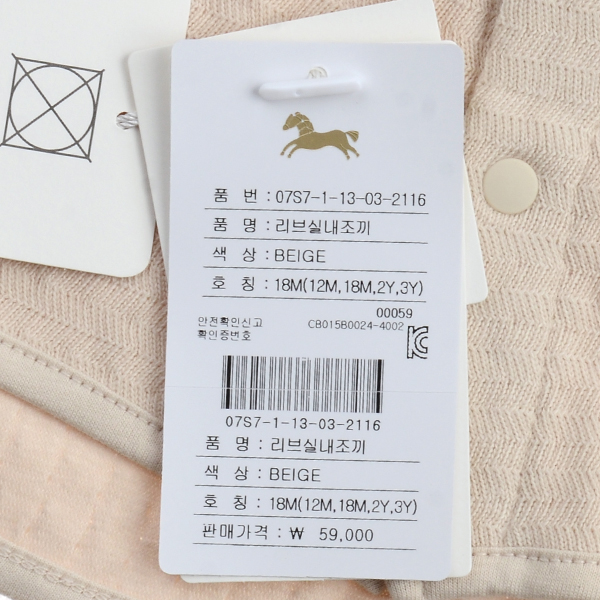 품 번 : 07S7-1-13-03-2116
품 명 : 리브실내조끼
색 상 : BEIGE
호 칭 : 18M(12M,18M,2Y,3Y)
00059
안전확인신고
확인증번호
CB015B0024-4002
07S7-1-13-03-2116
품 명 : 리브실내조끼
색 상 : BEIGE
호 칭 : 18M(12M,18M,2Y,3Y)
판매가격 : ₩ 59,000